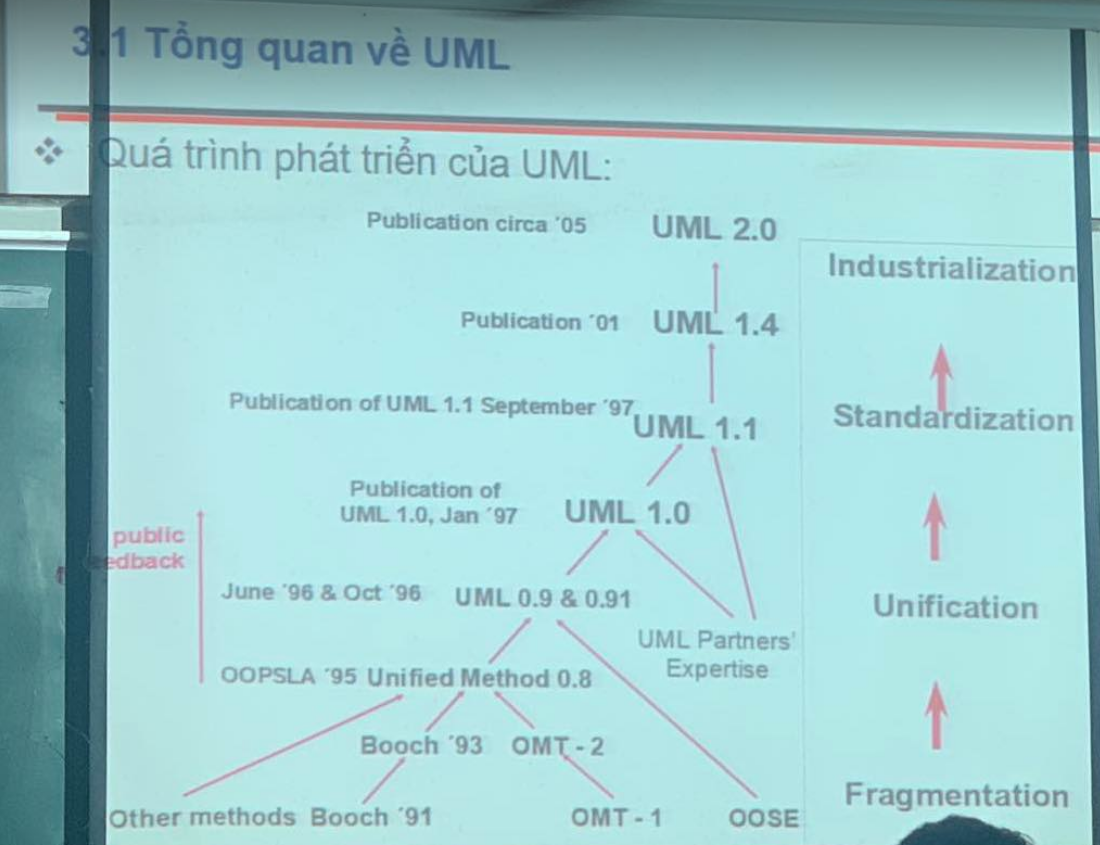 3.1 Tổng quan về UML
Quá trình phát triển của UML:
Publication circa ´05 UML 2.0
Industrialization
Publication ´01 UML 1.4
Publication of UML 1.1 September ´97 UML 1.1
Standardization
Publication of
UML 1.0, Jan ´97 UML 1.0
public
edback
June ´96 & Oct ´96 UML 0.9 & 0.91
Unification
UML Partners'
Expertise
OOPSLA ´95 Unified Method 0.8
Booch ´93 OMT - 2
Fragmentation
Other methods Booch ´91 OMT - 1 OOSE